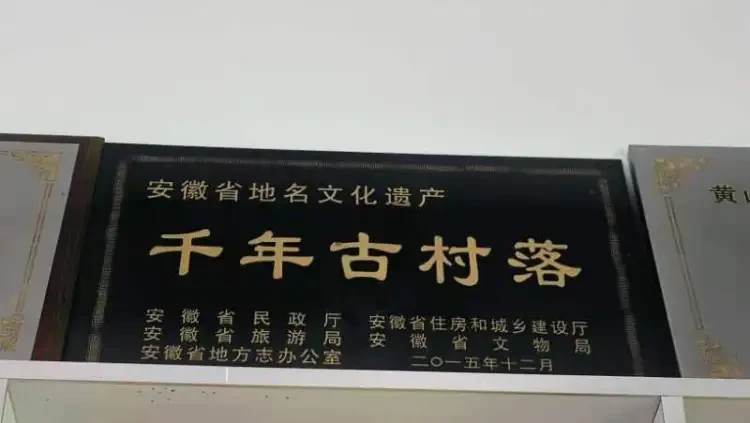 安徽省地名文化遗产
千年古村落
安徽省民政厅 安徽省住房和城乡建设厅
安徽省旅游局 安徽省文物局
安徽省地方志办公室 二〇一五年十二月
黄山